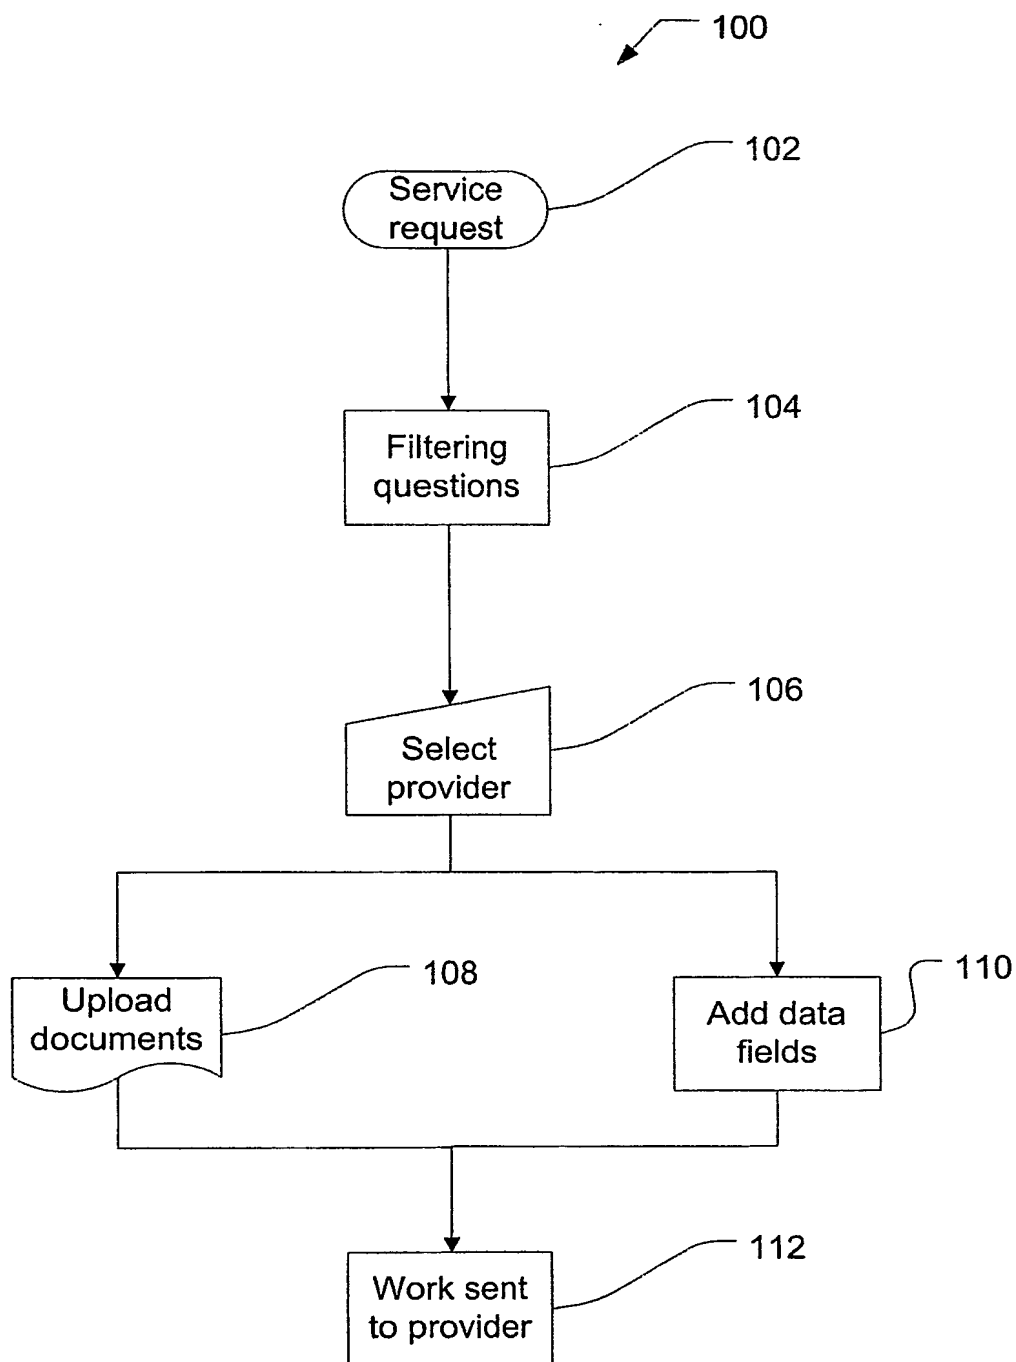 100
102
Service
request
104
Filtering
questions
106
Select
provider
108
Upload
documents
110
Add data
fields
112
Work sent
to provider